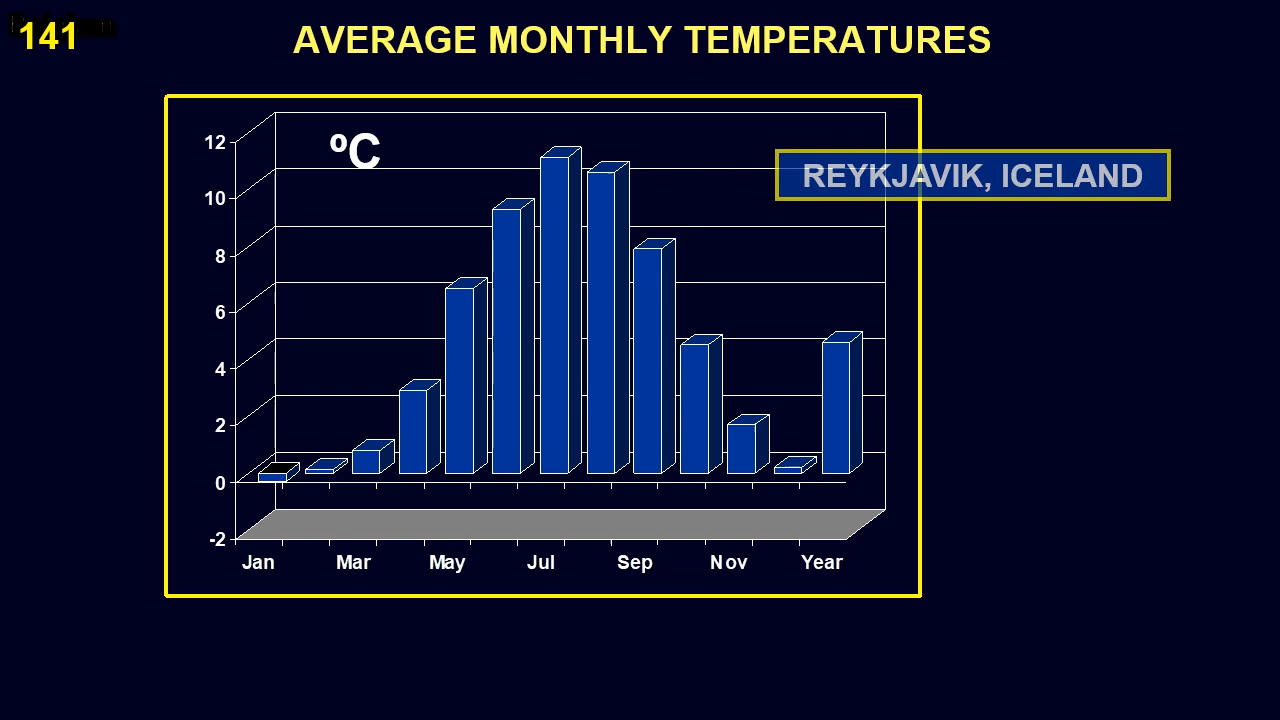 141
AVERAGE MONTHLY TEMPERATURES
ºC
REYKJAVIK, ICELAND
12
10
8
6
4
2
0
-2
Jan Mar May Jul Sep Nov Year